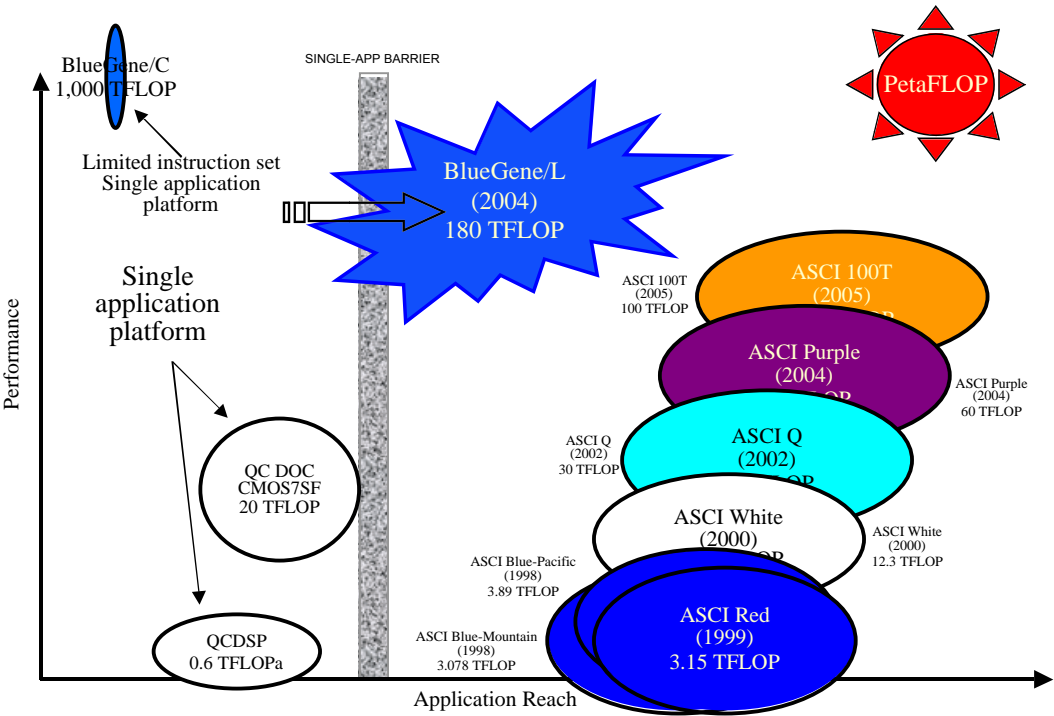 BlueGene/C
1,000 TFLOP
SINGLE-APP BARRIER
PetaFLOP
Limited instruction set
Single application
platform
BlueGene/L
(2004)
180 TFLOP
Single
application
platform
ASCI 100T
(2005)
100 TFLOP
ASCI 100T
(2005)
LOP
ASCI Purple
(2004)
LOP
ASCI Purple
(2004)
60 TFLOP
Performance
ASCI Q
(2002)
30 TFLOP
ASCI Q
(2002)
OP
QC DOC
CMOS7SF
20 TFLOP
ASCI White
(2000)
OP
ASCI White
(2000)
12.3 TFLOP
ASCI Blue-Pacific
(1998)
3.89 TFLOP
ASCI Red
(1999)
3.15 TFLOP
QCDSP
0.6 TFLOPa
ASCI Blue-Mountain
(1998)
3.078 TFLOP
Application Reach